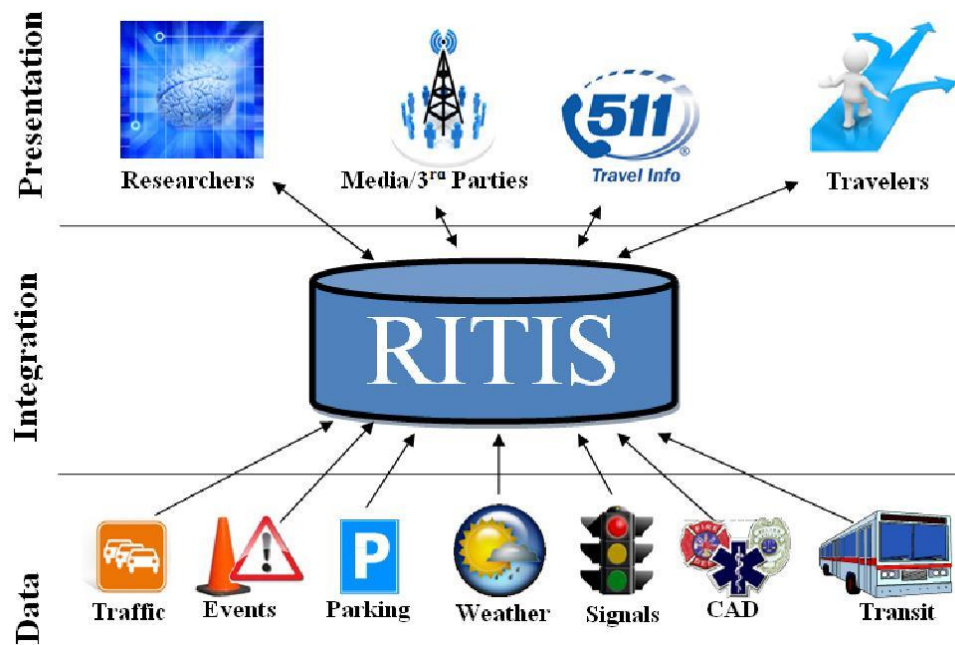 Presentation
Researchers
Media/3rd Parties
511
®
Travel Info
Travelers
Integration
RITIS
Data
Traffic
Events
P
Parking
Weather
Signals
FIRE
CAD
Transit